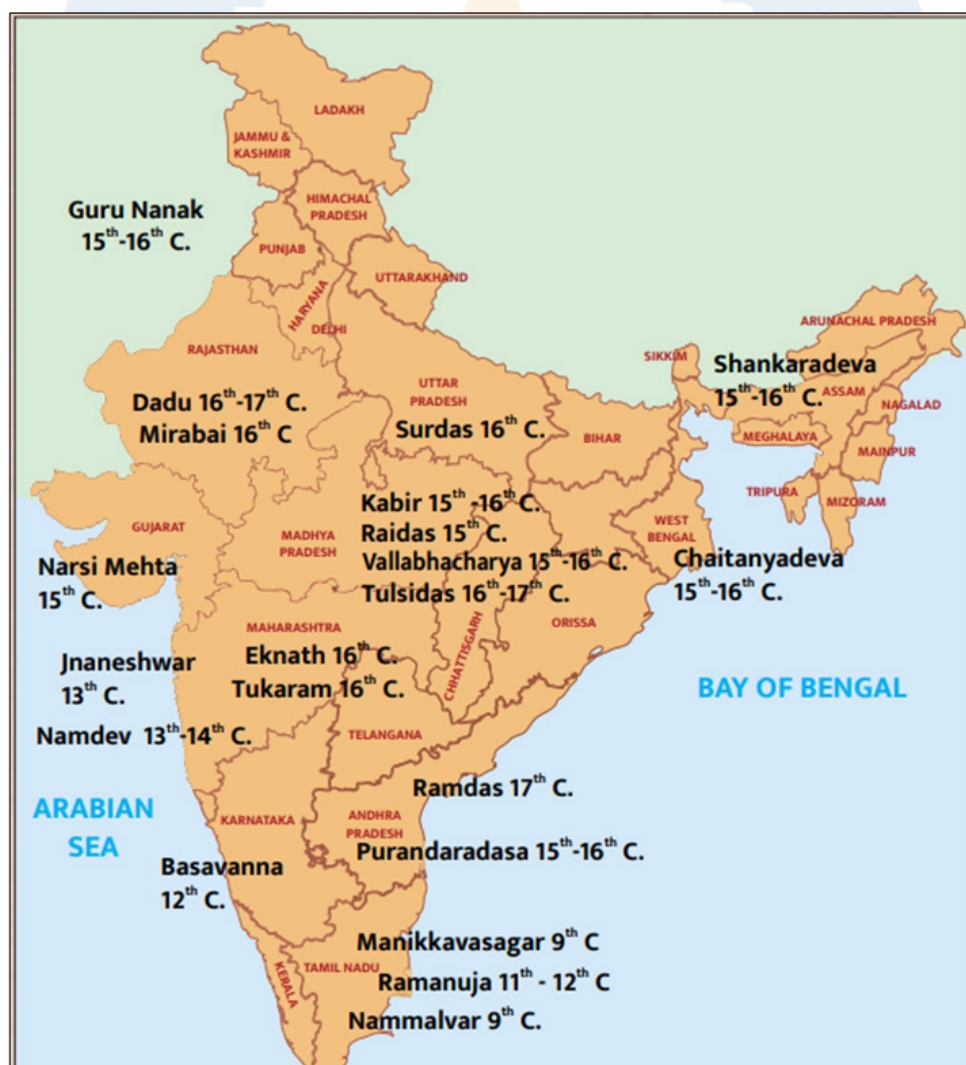 LADAKH
JAMMU &
KASHMIR
HIMACHAL
PRADESH
Guru Nanak
15th-16th C.
PUNJAB
UTTARAKHAND
HARYANA
DELHI
RAJASTHAN
ARUNACHAL PRADESH
SIKKIM
Shankaradeva
15th-16th C.
ASSAM
NAGALAD
UTTAR
PRADESH
Dadu 16th-17th C.
Mirabai 16th C
Surdas 16th C.
BIHAR
MEGHALAYA
MAINPUR
TRIPURA
MIZORAM
GUJARAT
MADHYA
PRADESH
Kabir 15th -16th C.
Raidas 15th C.
Vallabhacharya 15th-16th C.
Tulsidas 16th-17th C.
WEST
BENGAL
Chaitanyadeva
15th-16th C.
Narsi Mehta
15th C.
MAHARASHTRA
ORISSA
CHHATTISGARH
Eknath 16th C.
Tukaram 16th C.
Jnaneshwar
13th C.
BAY OF BENGAL
Namdev 13th-14th C.
TELANGANA
Ramdas 17th C.
ARABIAN
SEA
KARNATAKA
ANDHRA
PRADESH
Purandaradasa 15th-16th C.
Basavanna
12th C.
Manikkavasagar 9th C
KERALA
TAMIL NADU
Ramanuja 11th - 12th C
Nammalvar 9th C.